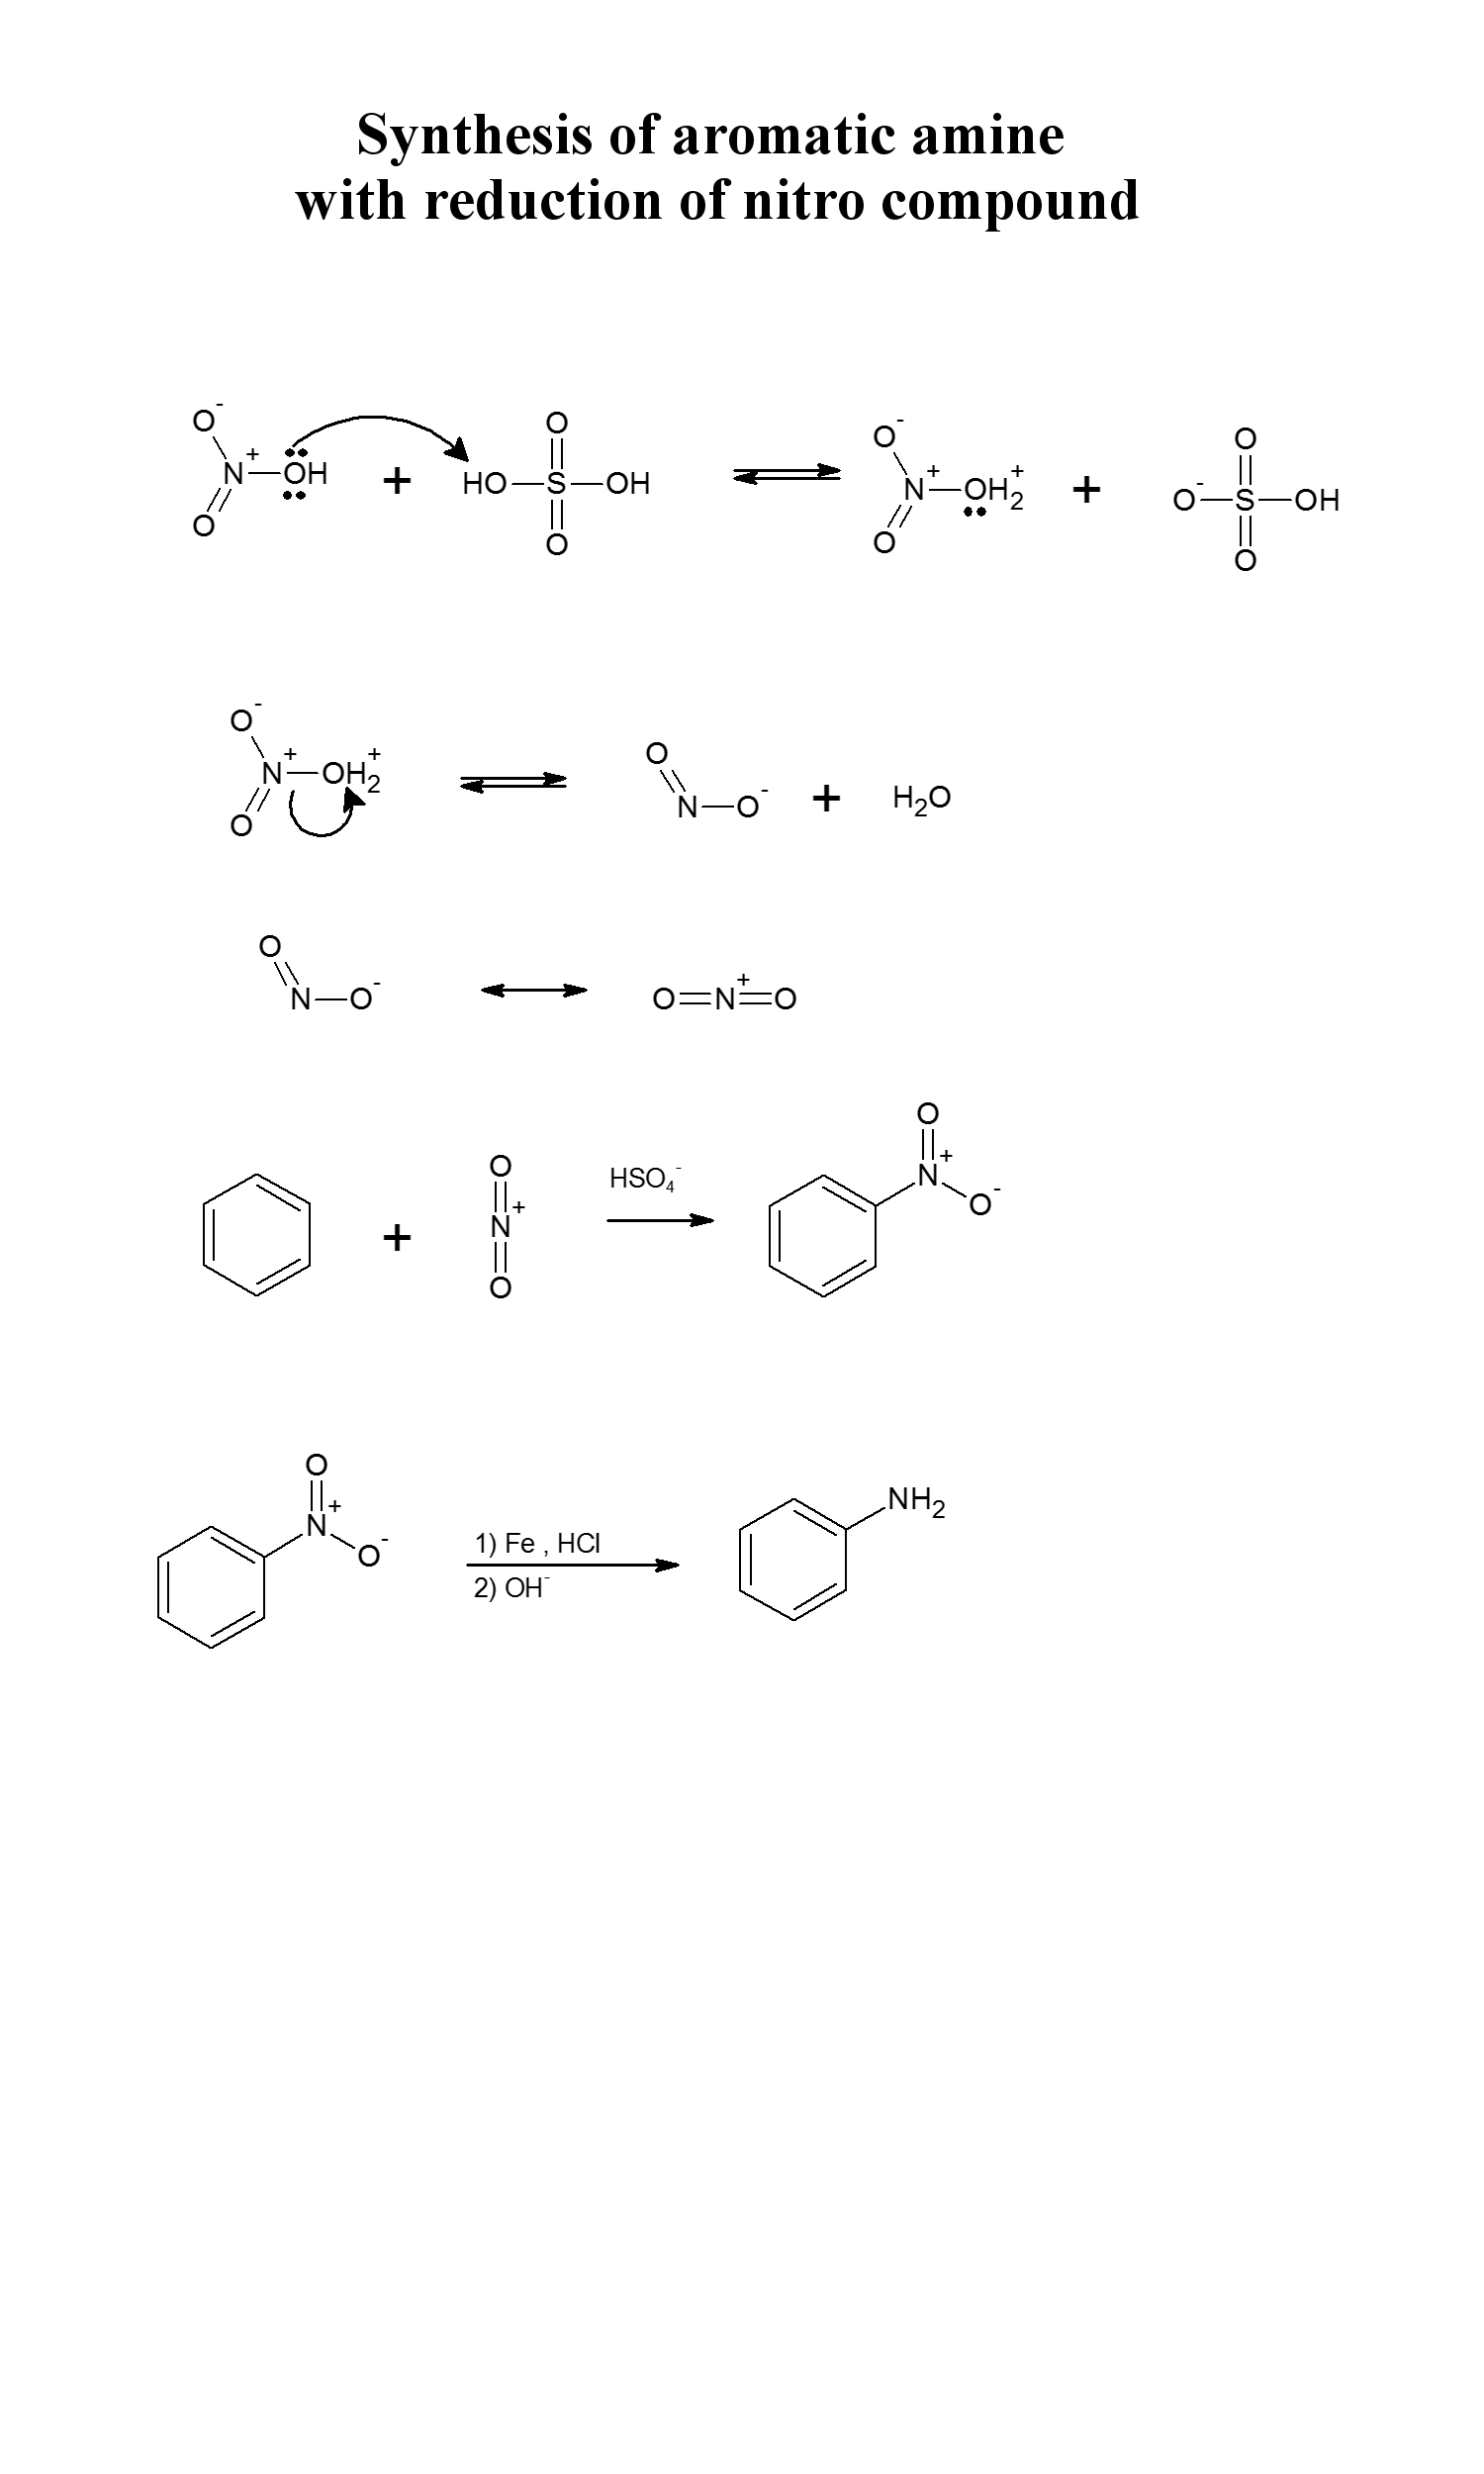 Synthesis of aromatic amine
with reduction of nitro compound
O⁻ N⁺ OH O + HO S OH O O O⁻ N⁺ OH₂⁺ O + O⁻ S OH O O
O⁻ N⁺ OH₂⁺ O O N O⁻ + H₂O
O N O⁻ O N⁺ O
+ O N⁺ O HSO₄⁻ O N⁺ O⁻
O N⁺ O⁻ 1) Fe , HCl NH₂
2) OH⁻